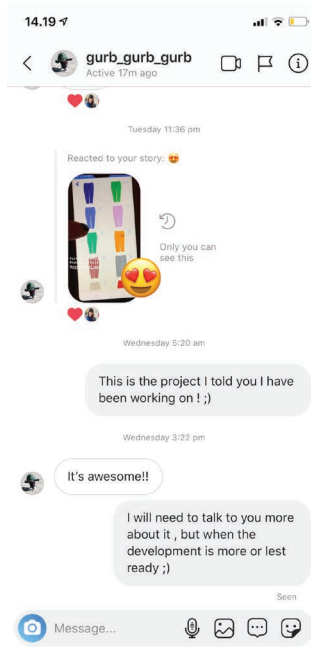 14.19
gurb_gurb_gurb
Active 17m ago
Tuesday 11:36 pm
Reacted to your story: 😍
Only you can
see this
Wednesday 5:20 am
This is the project I told you I have
been working on ! ;)
Wednesday 3:22 pm
It's awesome!!
I will need to talk to you more
about it , but when the
development is more or lest
ready ;)
Seen
Message...